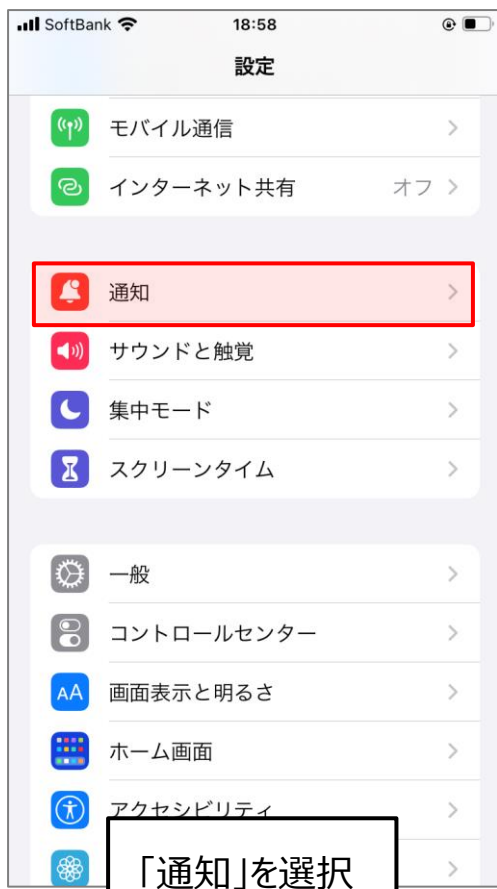 SoftBank 18:58
設定
モバイル通信
インターネット共有 オフ
通知
サウンドと触覚
集中モード
スクリーンタイム
一般
コントロールセンター
AA 画面表示と明るさ
ホーム画面
アクセシビリティ
「通知」を選択